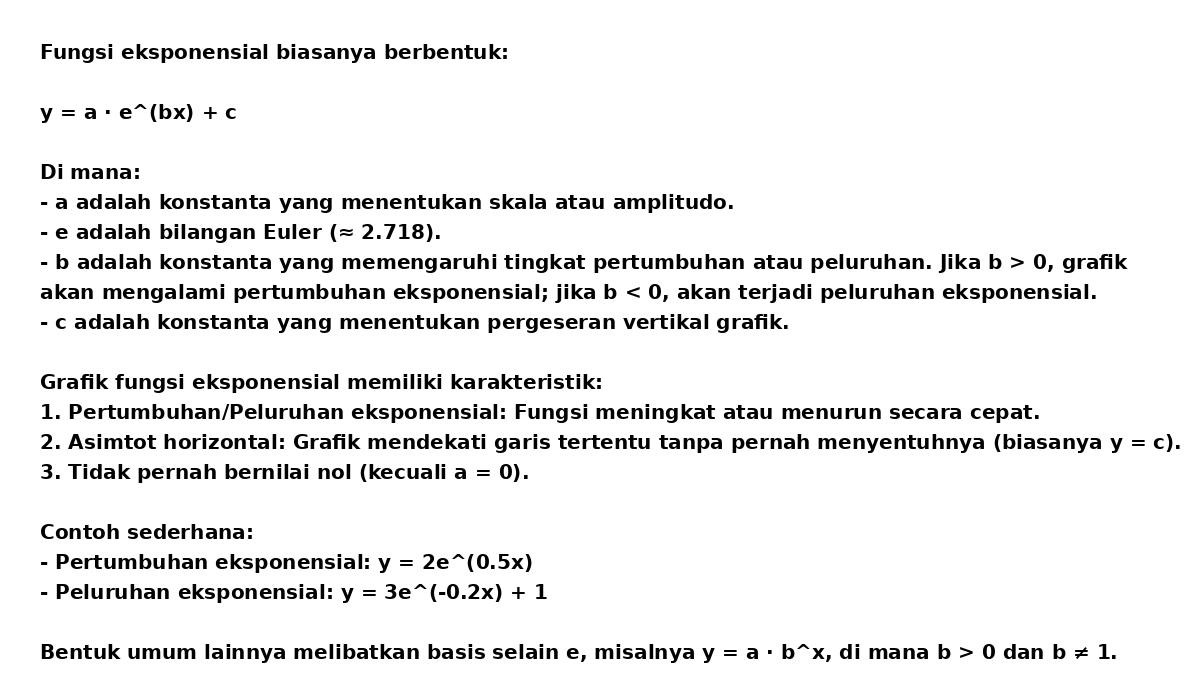 Fungsi eksponensial biasanya berbentuk:
y = a · e^(bx) + c
Di mana:
- a adalah konstanta yang menentukan skala atau amplitudo.
- e adalah bilangan Euler (≈ 2.718).
- b adalah konstanta yang memengaruhi tingkat pertumbuhan atau peluruhan. Jika b > 0, grafik
akan mengalami pertumbuhan eksponensial; jika b < 0, akan terjadi peluruhan eksponensial.
- c adalah konstanta yang menentukan pergeseran vertikal grafik.
Grafik fungsi eksponensial memiliki karakteristik:
1. Pertumbuhan/Peluruhan eksponensial: Fungsi meningkat atau menurun secara cepat.
2. Asimtot horizontal: Grafik mendekati garis tertentu tanpa pernah menyentuhnya (biasanya y = c).
3. Tidak pernah bernilai nol (kecuali a = 0).
Contoh sederhana:
- Pertumbuhan eksponensial: y = 2e^(0.5x)
- Peluruhan eksponensial: y = 3e^(-0.2x) + 1
Bentuk umum lainnya melibatkan basis selain e, misalnya y = a · b^x, di mana b > 0 dan b ≠ 1.